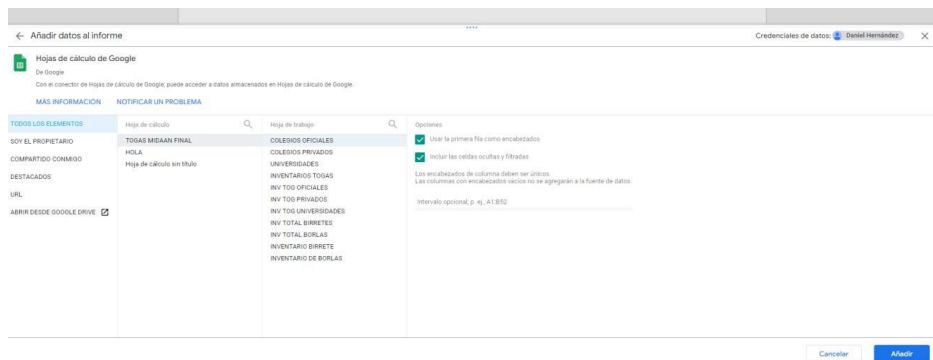 Añadir datos al informe
Credenciales de datos: Daniel Hernández
Hojas de cálculo de Google
De Google
Con el conector de Hojas de cálculo de Google, puede acceder a datos almacenados en Hojas de cálculo de Google.
MÁS INFORMACIÓN NOTIFICAR UN PROBLEMA
TODOS LOS ELEMENTOS
SOY EL PROPIETARIO
COMPARTIDO CONMIGO
DESTACADOS
URL
ABRIR DESDE GOOGLE DRIVE
Hoja de cálculo
TOGAS MIDAAN FINAL
HOLA
Hoja de cálculo sin título
Hoja de trabajo
COLEGIOS OFICIALES
COLEGIOS PRIVADOS
UNIVERSIDADES
INVENTARIOS TOGAS
INV TOG OFICIALES
INV TOG PRIVADOS
INV TOG UNIVERSIDADES
INV TOTAL BIRRETES
INV TOTAL BORLAS
INVENTARIO BIRRETE
INVENTARIO DE BORLAS
Opciones
Usar la primera fila como encabezados
Incluir las celdas ocultas y filtradas
Los encabezados de columna deben ser únicos.
Las columnas con encabezados vacíos no se agregarán a la fuente de datos.
Intervalo opcional; p. ej., A1:B52
Cancelar Añadir